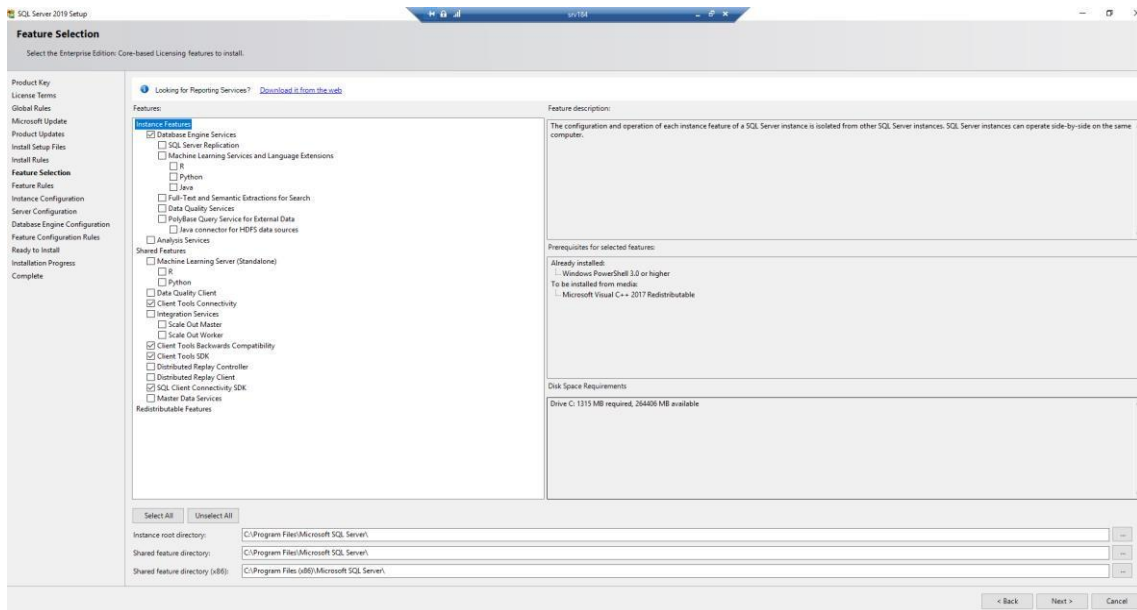 SQL Server 2019 Setup
srv164
Feature Selection
Select the Enterprise Edition: Core-based Licensing features to install.
Product Key
License Terms
Global Rules
Microsoft Update
Product Updates
Install Setup Files
Install Rules
Feature Selection
Feature Rules
Instance Configuration
Server Configuration
Database Engine Configuration
Feature Configuration Rules
Ready to Install
Installation Progress
Complete
Looking for Reporting Services? Download it from the web
Features:
Instance Features
Database Engine Services
SQL Server Replication
Machine Learning Services and Language Extensions
R
Python
Java
Full-Text and Semantic Extractions for Search
Data Quality Services
PolyBase Query Service for External Data
Java connector for HDFS data sources
Analysis Services
Shared Features
Machine Learning Server (Standalone)
R
Python
Data Quality Client
Client Tools Connectivity
Integration Services
Scale Out Master
Scale Out Worker
Client Tools Backwards Compatibility
Client Tools SDK
Distributed Replay Controller
Distributed Replay Client
SQL Client Connectivity SDK
Master Data Services
Redistributable Features
Feature description:
The configuration and operation of each instance feature of a SQL Server instance is isolated from other SQL Server instances. SQL Server instances can operate side-by-side on the same
computer.
Prerequisites for selected features:
Already installed:
Windows PowerShell 3.0 or higher
To be installed from media:
Microsoft Visual C++ 2017 Redistributable
Disk Space Requirements
Drive C: 1315 MB required, 264406 MB available
Select All
Unselect All
Instance root directory: C:\Program Files\Microsoft SQL Server\
...
Shared feature directory: C:\Program Files\Microsoft SQL Server\
...
Shared feature directory (x86): C:\Program Files (x86)\Microsoft SQL Server\
...
< Back
Next >
Cancel